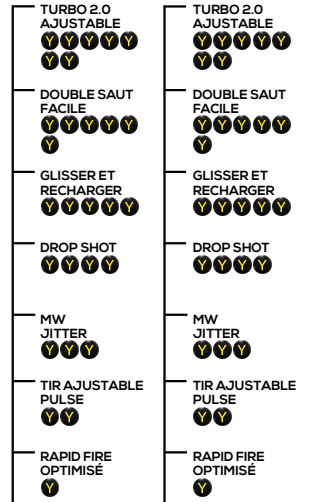 TURBO 2.0
AJUSTABLE
YYYYY
YY
DOUBLE SAUT
FACILE
YYYYY
Y
GLISSER ET
RECHARGER
YYYYY
DROP SHOT
YYYY
MW
JITTER
YYY
TIR AJUSTABLE
PULSE
YY
RAPID FIRE
OPTIMISÉ
Y
TURBO 2.0
AJUSTABLE
YYYYY
YY
DOUBLE SAUT
FACILE
YYYYY
Y
GLISSER ET
RECHARGER
YYYYY
DROP SHOT
YYYY
MW
JITTER
YYY
TIR AJUSTABLE
PULSE
YY
RAPID FIRE
OPTIMISÉ
Y